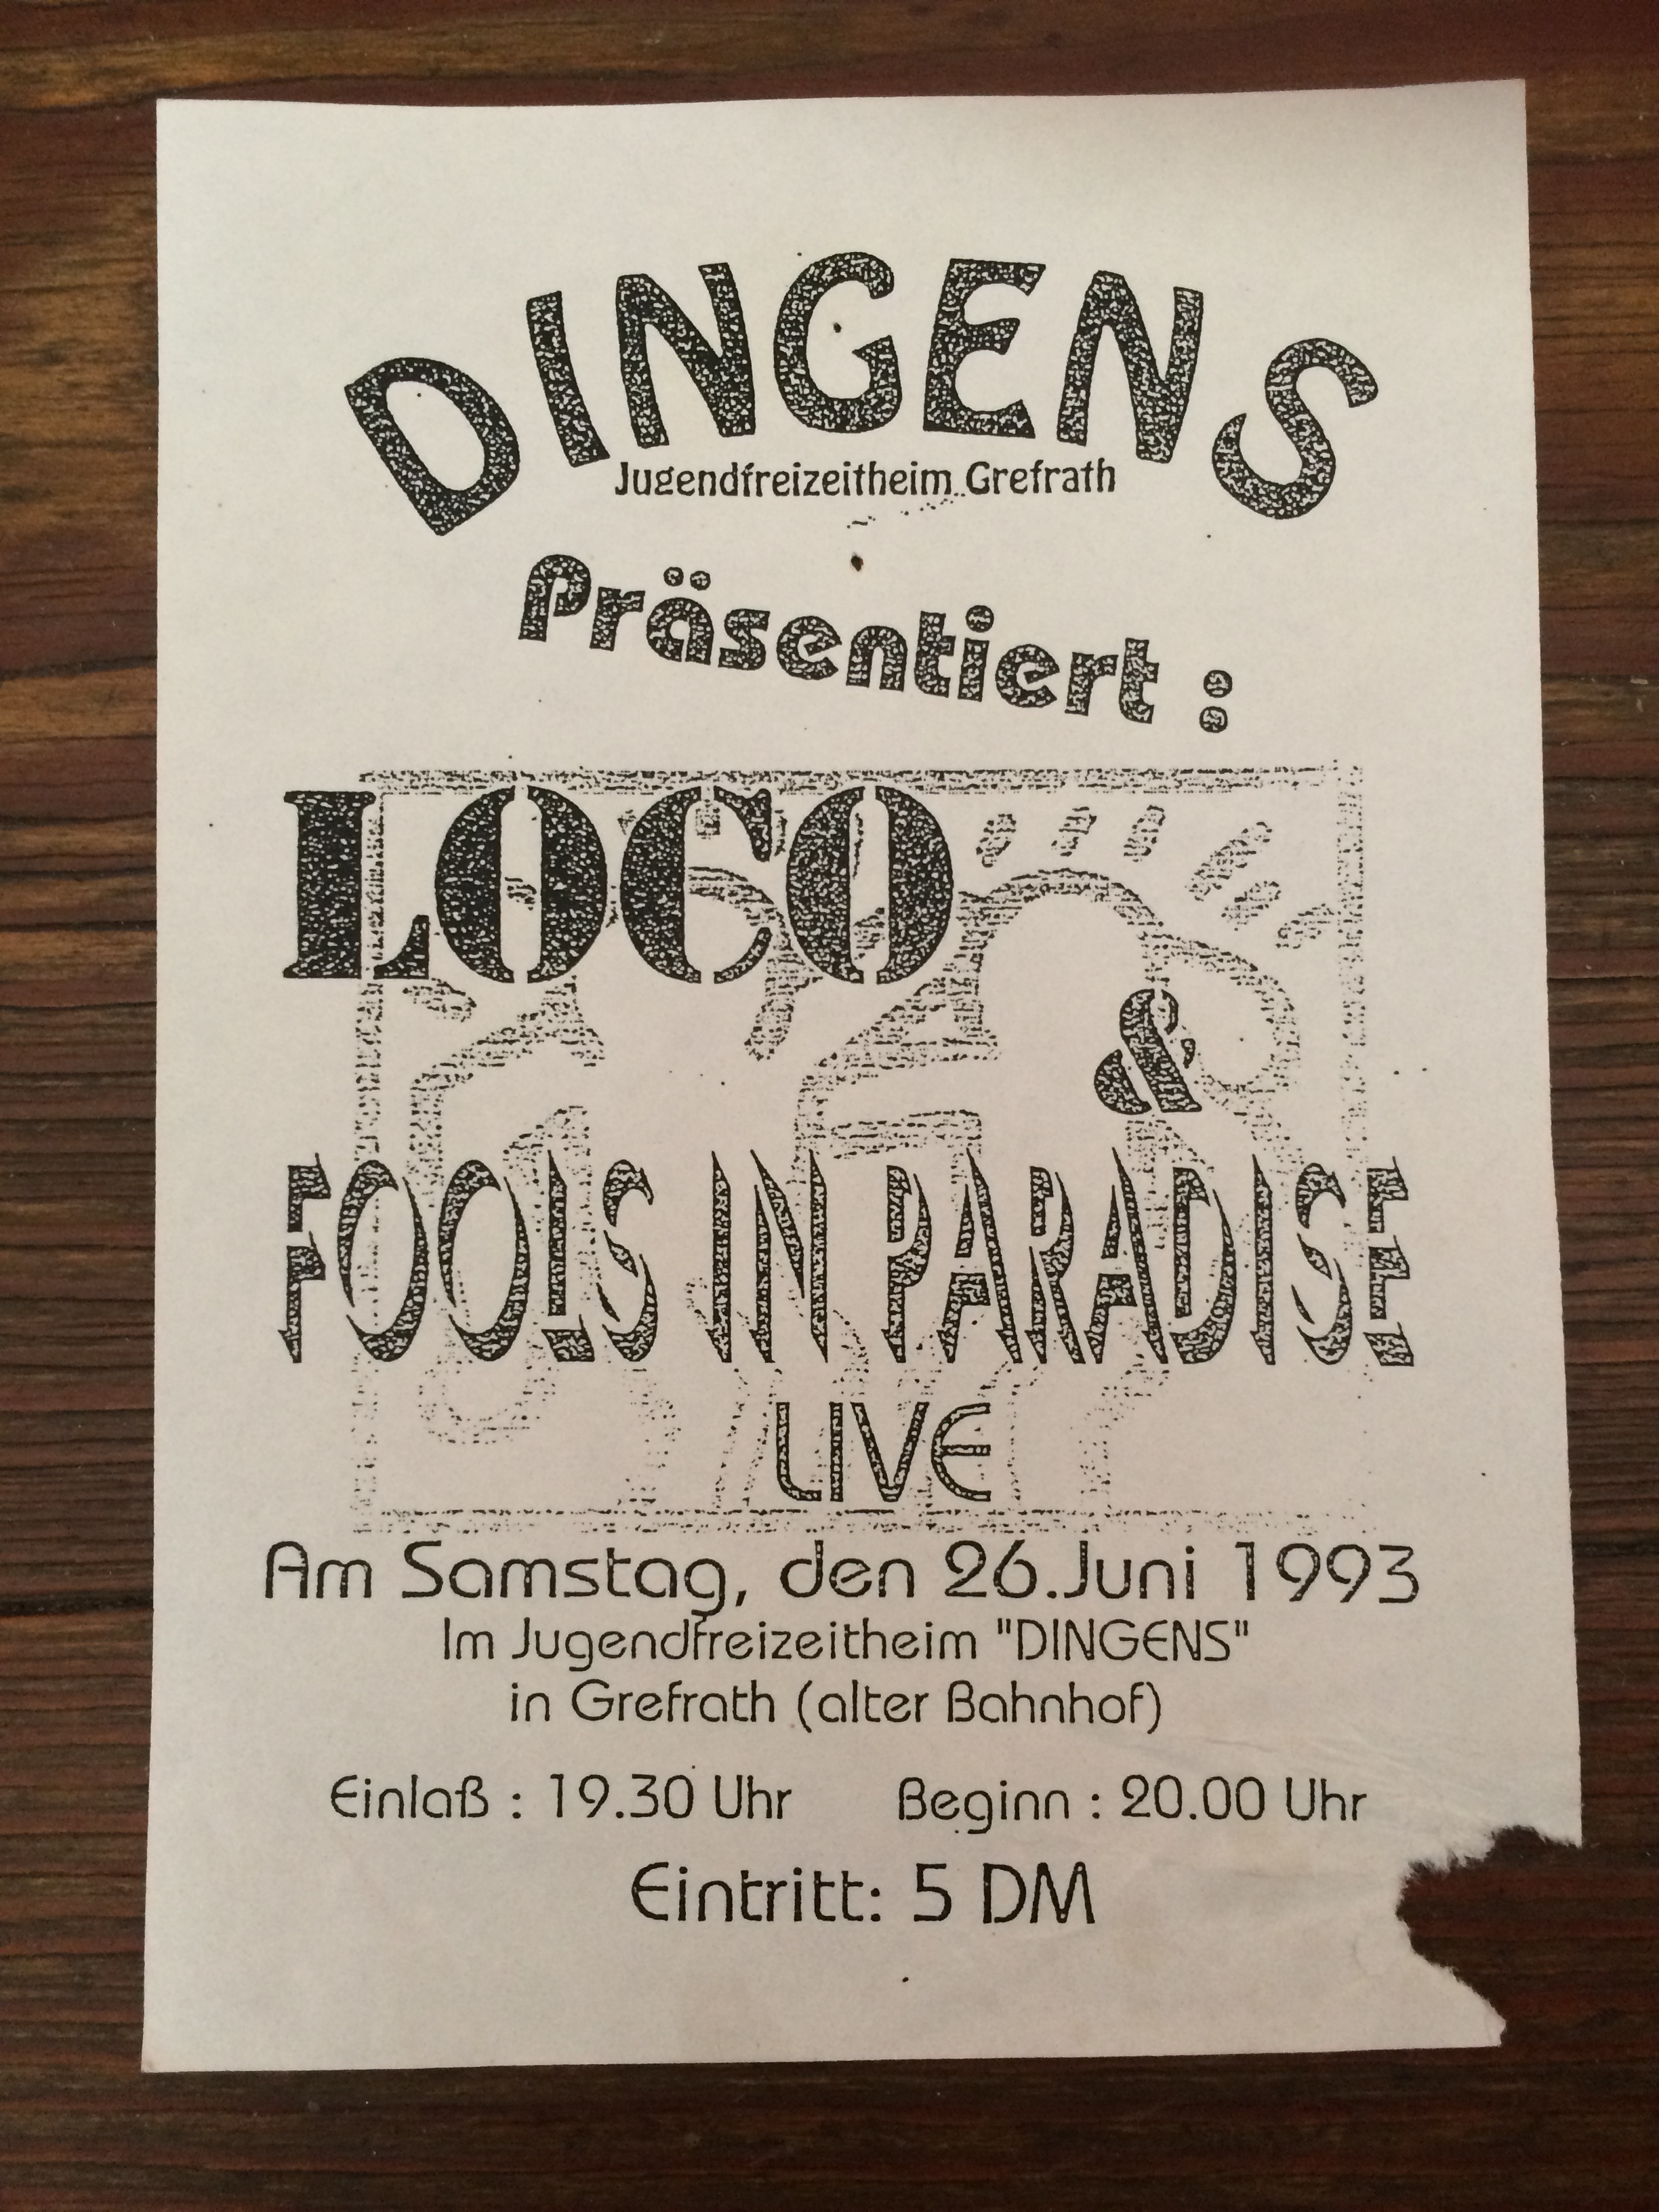 DINGENS
Jugendfreizeitheim Grefrath
Präsentiert :
LOCO
&
FOOLS IN PARADISE
LIVE
Am Samstag, den 26.Juni 1993
Im Jugendfreizeitheim "DINGENS"
in Grefrath (alter Bahnhof)
Einlaß : 19.30 Uhr Beginn : 20.00 Uhr
Eintritt: 5 DM